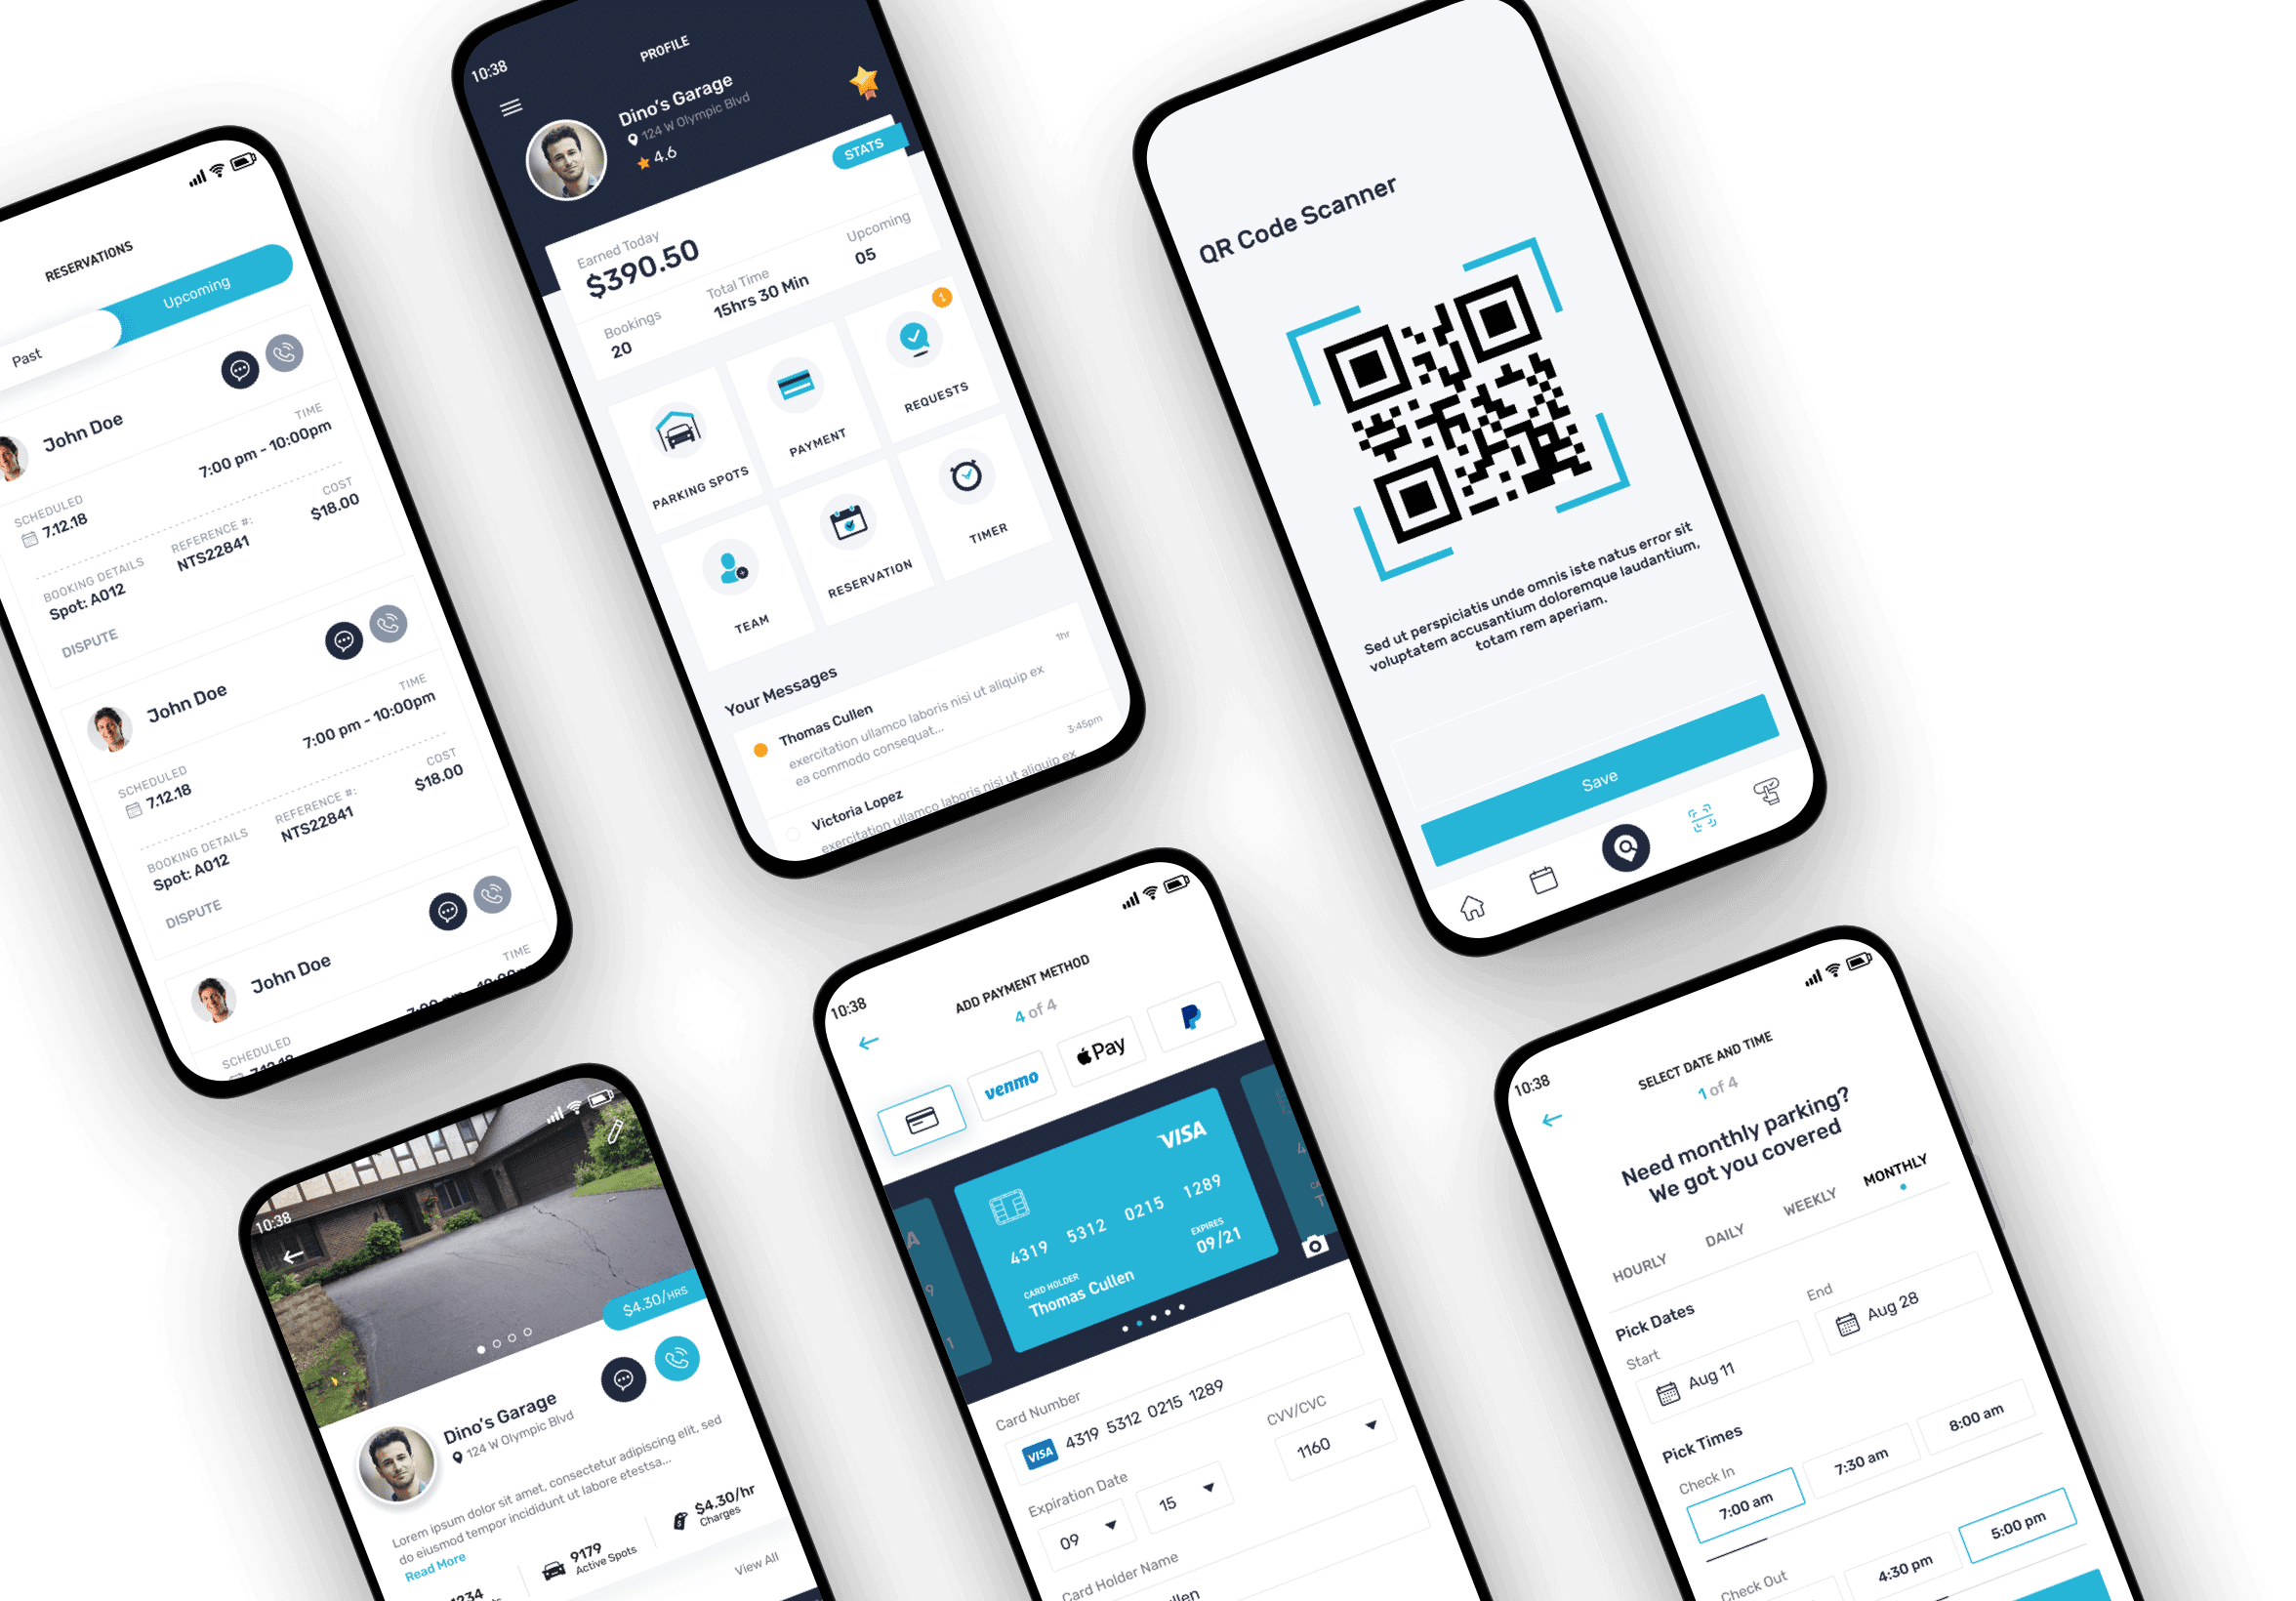 RESERVATIONS
Past
Upcoming
John Doe
SCHEDULED
7.12.18
TIME
7:00 pm - 10:00pm
BOOKING DETAILS
Spot: A012
REFERENCE #:
NTS22841
COST
$18.00
DISPUTE
John Doe
SCHEDULED
7.12.18
TIME
7:00 pm - 10:00pm
BOOKING DETAILS
Spot: A012
REFERENCE #:
NTS22841
COST
$18.00
DISPUTE
John Doe
SCHEDULED
TIME
10:38
PROFILE
Dino's Garage
124 W Olympic Blvd
4.6
STATS
Earned Today
$390.50
Bookings
20
Total Time
15hrs 30 Min
Upcoming
05
PARKING SPOTS
PAYMENT
1
REQUESTS
TEAM
RESERVATION
TIMER
Your Messages
Thomas Cullen
1hr
exercitation ullamco laboris nisi ut aliquip ex
ea commodo consequat...
Victoria Lopez
3:45pm
exercitation ullamco laboris nisi ut aliquip ex
QR Code Scanner
Sed ut perspiciatis unde omnis iste natus error sit
voluptatem accusantium doloremque laudantium,
totam rem aperiam.
Save
10:38
$4.30/HRS
Dino's Garage
124 W Olympic Blvd
Lorem ipsum dolor sit amet, consectetur adipiscing elit, sed
do eiusmod tempor incididunt ut labore etestsa...
Read More
1234
9179
Active Spots
$4.30/hr
Charges
View All
10:38
ADD PAYMENT METHOD
4 of 4
venmo
Pay
VISA
4319 5312 0215 1289
EXPIRES
09/21
CARD HOLDER
Thomas Cullen
Card Number
VISA 4319 5312 0215 1289
Expiration Date
09
15
CVV/CVC
1160
Card Holder Name
10:38
SELECT DATE AND TIME
1 of 4
Need monthly parking?
We got you covered
HOURLY
DAILY
WEEKLY
MONTHLY
Pick Dates
Start
Aug 11
End
Aug 28
Pick Times
Check In
7:00 am
7:30 am
8:00 am
Check Out
4:30 pm
5:00 pm